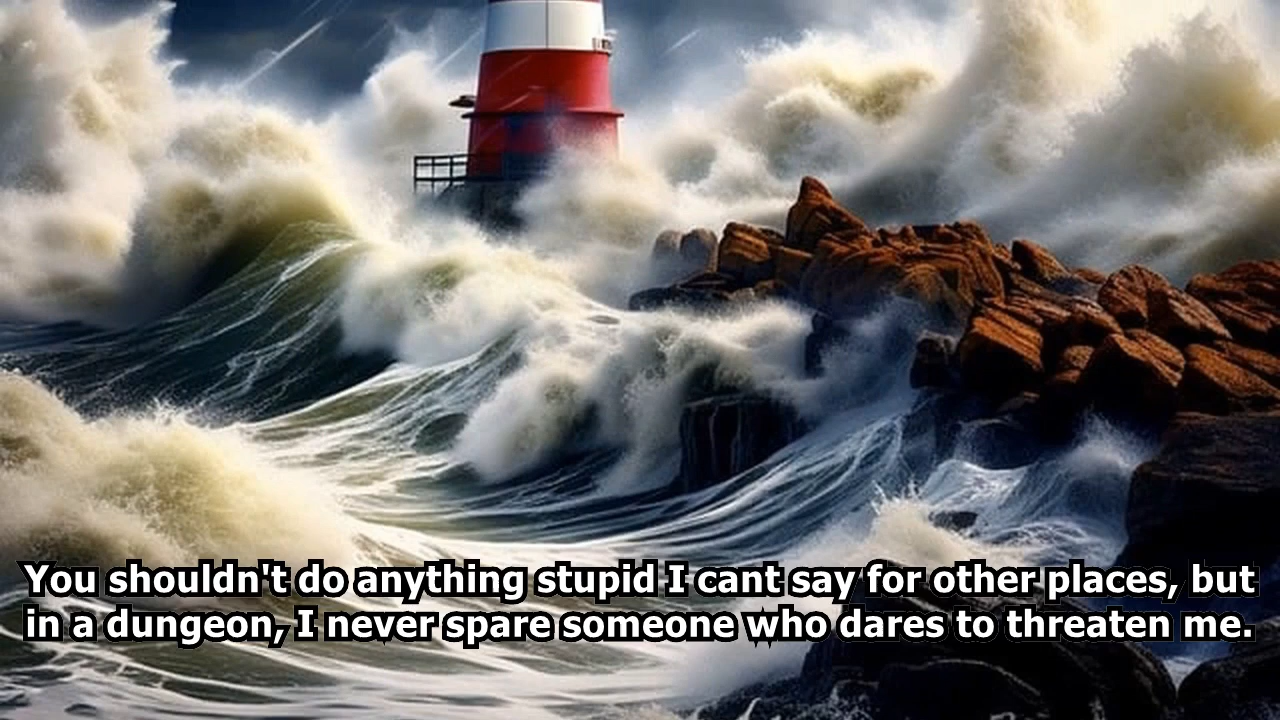 You shouldn't do anything stupid I cant say for other places, but
in a dungeon, I never spare someone who dares to threaten me.